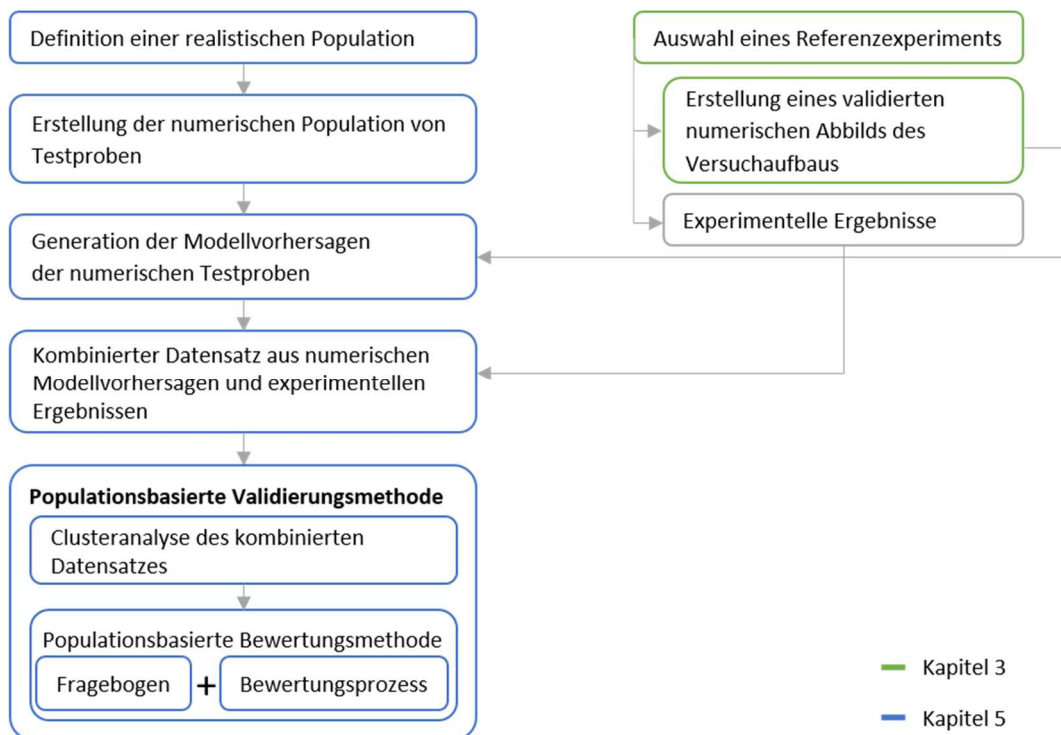 Definition einer realistischen Population
Erstellung der numerischen Population von
Testproben
Generation der Modellvorhersagen
der numerischen Testproben
Kombinierter Datensatz aus numerischen
Modellvorhersagen und experimentellen
Ergebnissen
Populationsbasierte Validierungsmethode
Clusteranalyse des kombinierten
Datensatzes
Populationsbasierte Bewertungsmethode
Fragebogen + Bewertungsprozess
Auswahl eines Referenzexperiments
Erstellung eines validierten
numerischen Abbilds des
Versuchaufbaus
Experimentelle Ergebnisse
Kapitel 3
Kapitel 5